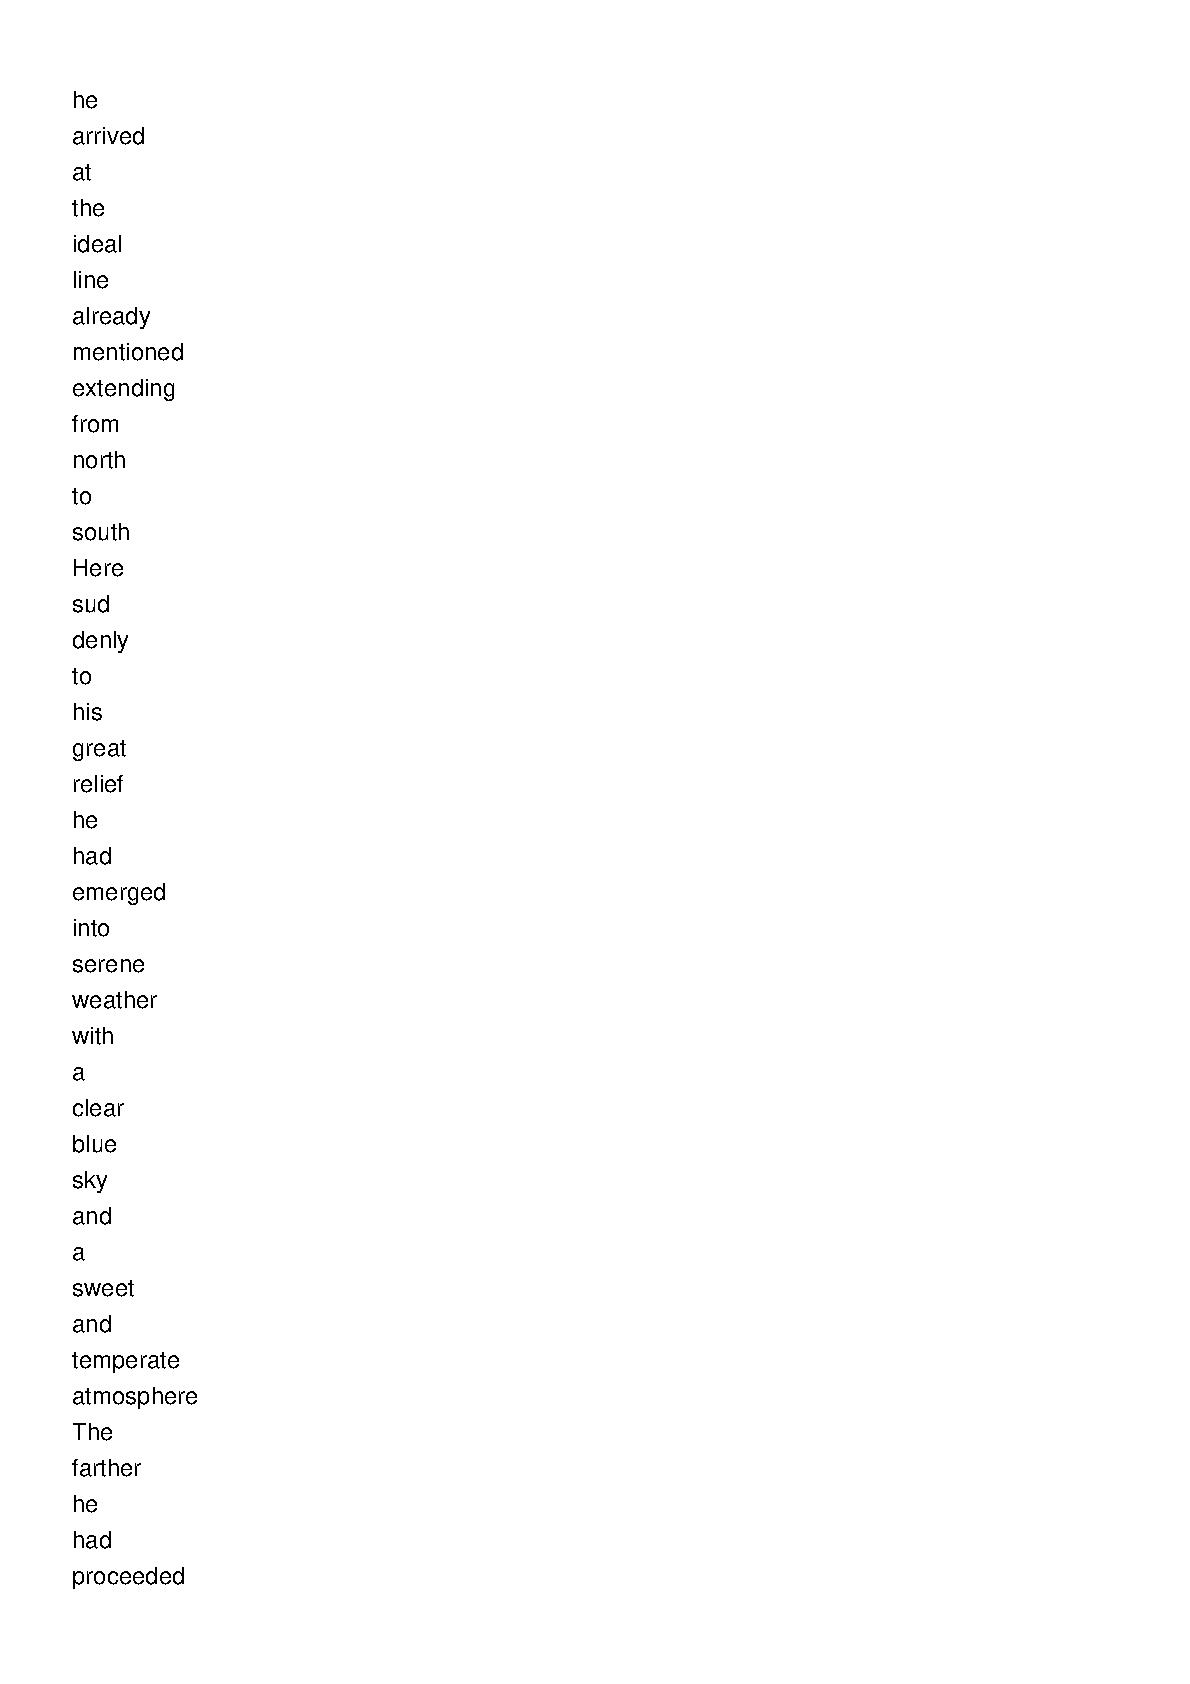 he
arrived
at
the
ideal
line
already
mentioned
extending
from
north
to
south
Here
sud
denly
to
his
great
relief
he
had
emerged
into
serene
weather
with
a
clear
blue
sky
and
a
sweet
and
temperate
atmosphere
The
farther
he
had
proceeded